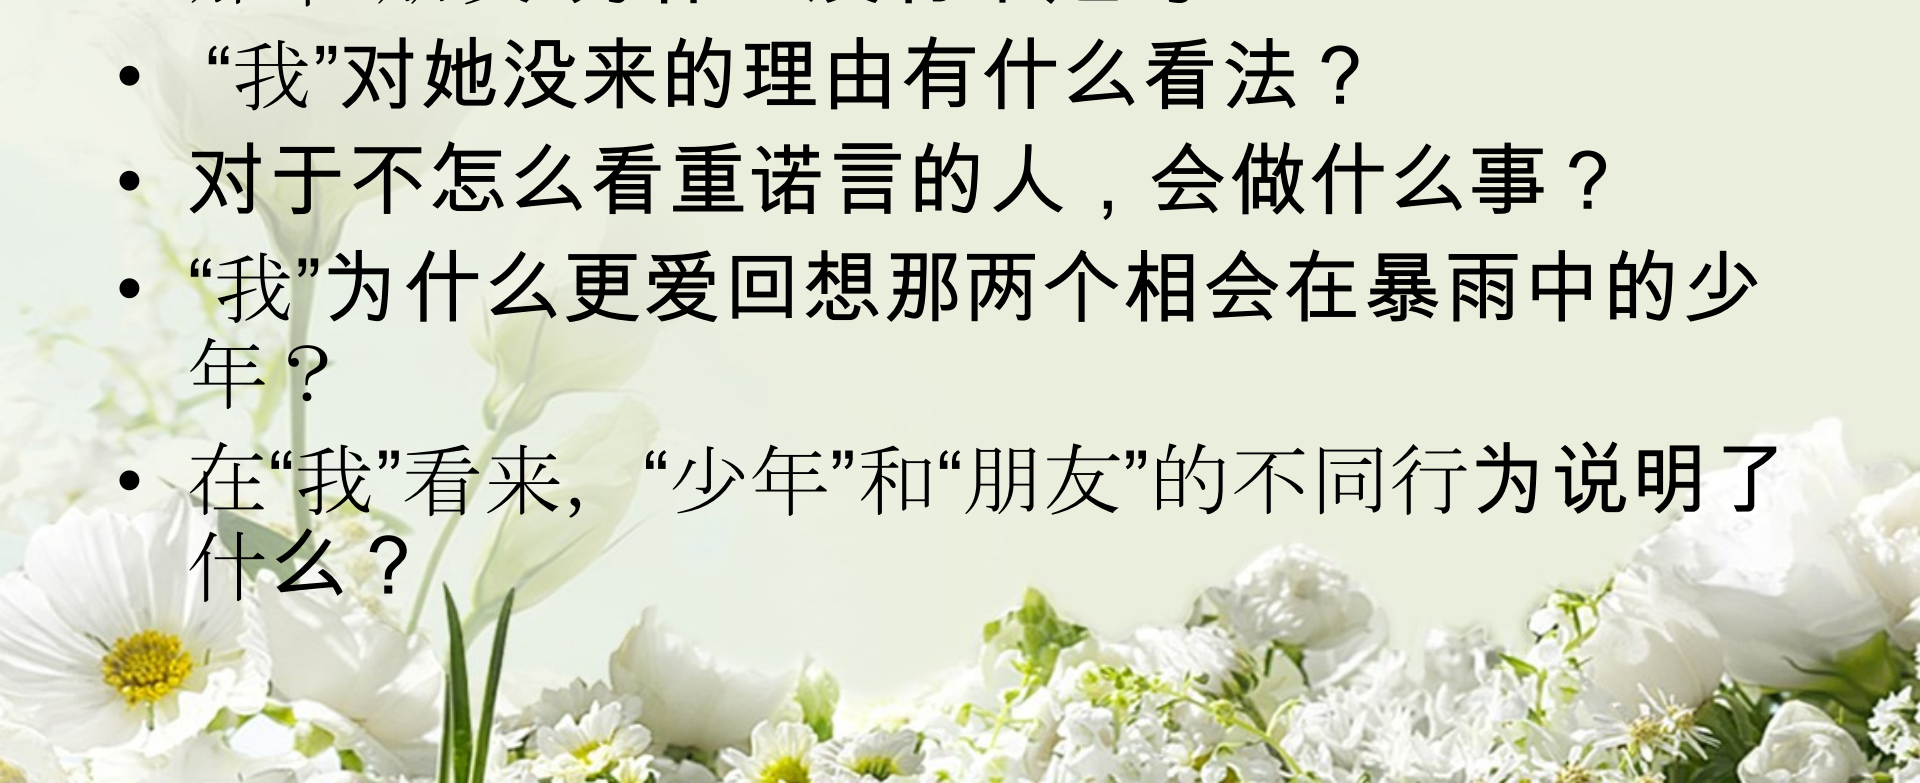 • “我”对她没来的理由有什么看法？
• 对于不怎么看重诺言的人，会做什么事？
• “我”为什么更爱回想那两个相会在暴雨中的少
年？
• 在“我”看来，“少年”和“朋友”的不同行为说明了
什么？